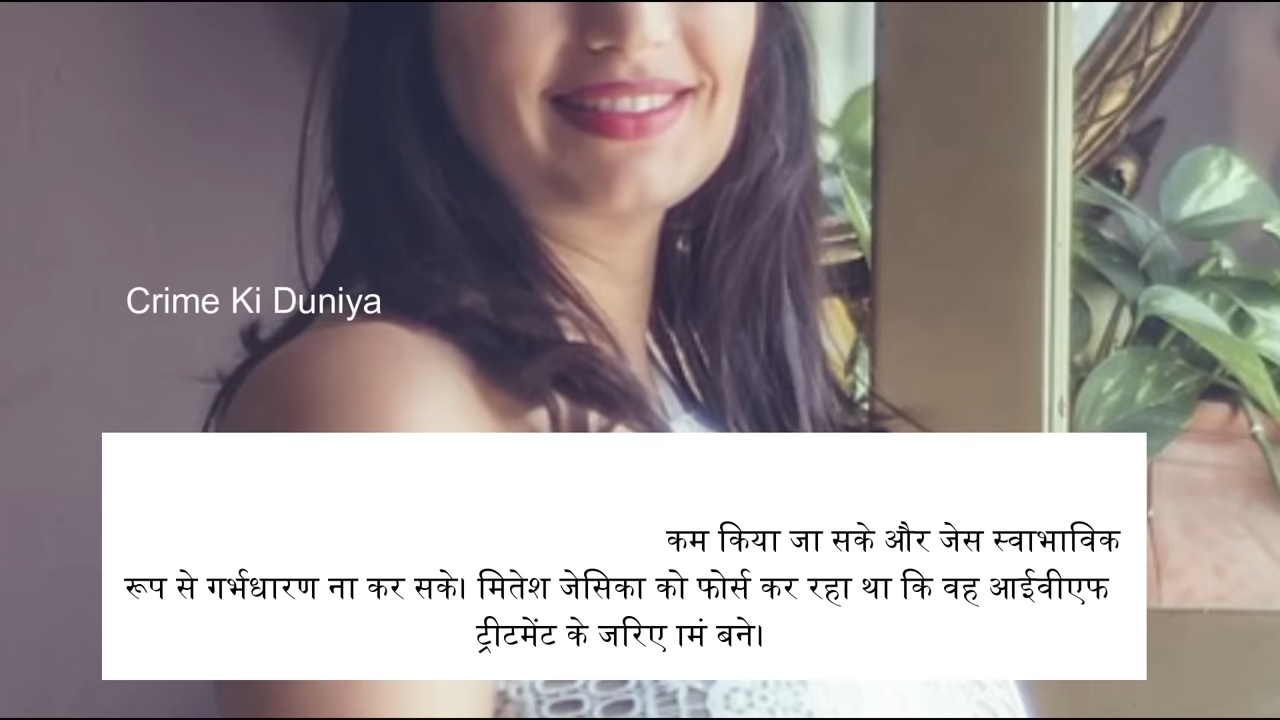 Crime Ki Duniya
कम किया जा सके और जेस स्वाभाविक
रूप से गर्भधारण ना कर सके। मितेश जेसिका को फोर्स कर रहा था कि वह आईवीएफ
ट्रीटमेंट के जरिए ामं बने।